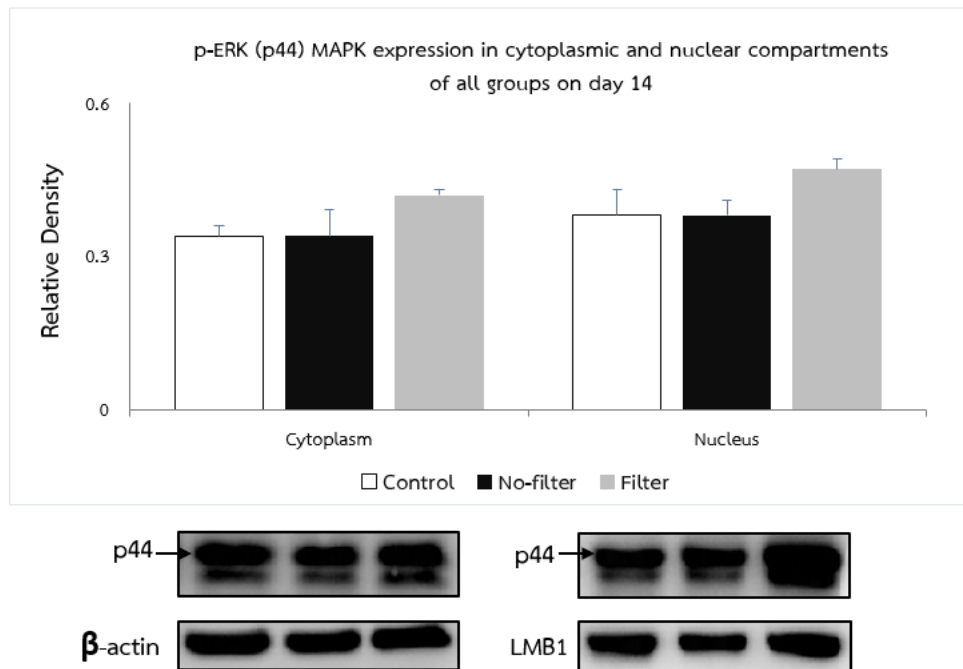 p-ERK (p44) MAPK expression in cytoplasmic and nuclear compartments
of all groups on day 14
0.6
Relative Density
0.3
0
Cytoplasm
Nucleus
Control
No-filter
Filter
p44
p44
β-actin
LMB1